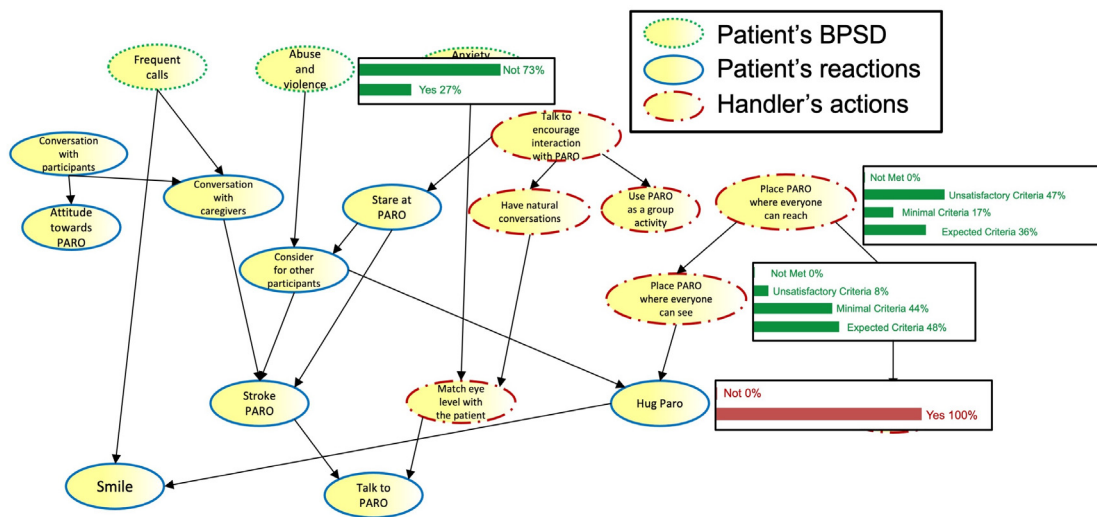 Patient's BPSD
Patient's reactions
Handler's actions
Frequent
calls
Abuse
and
violence
Anxiety
Not 73%
Yes 27%
Talk to
encourage
interaction
with PARO
Conversation
with
participants
Conversation
with
caregivers
Attitude
towards
PARO
Stare at
PARO
Have natural
conversations
Use PARO
as a group
activity
Place PARO
where everyone
can reach
Not Met 0%
Unsatisfactory Criteria 47%
Minimal Criteria 17%
Expected Criteria 36%
Consider
for other
participants
Place PARO
where everyone
can see
Not Met 0%
Unsatisfactory Criteria 8%
Minimal Criteria 44%
Expected Criteria 48%
Stroke
PARO
Match eye
level with
the patient
Hug Paro
Not 0%
Yes 100%
Smile
Talk to
PARO